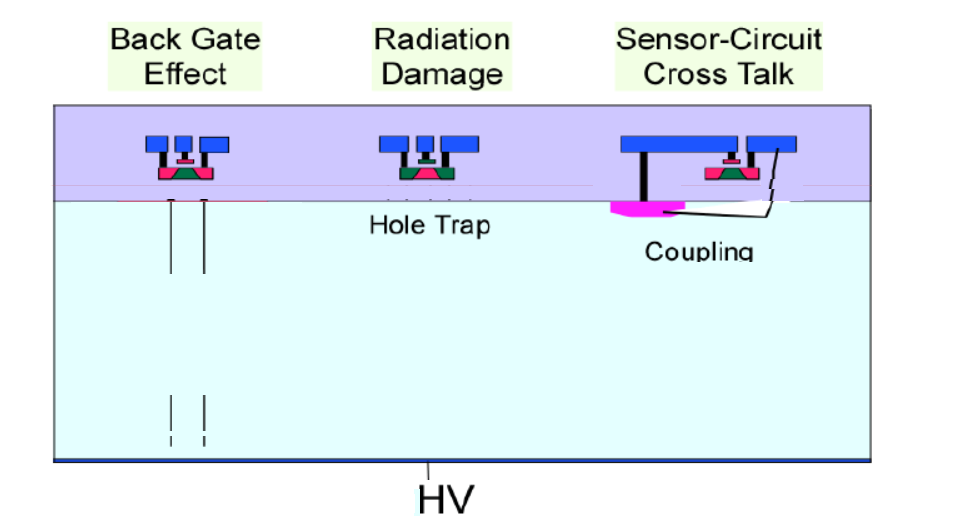 Back Gate
Effect
Radiation
Damage
Sensor-Circuit
Cross Talk
Hole Trap
Coupling
HV